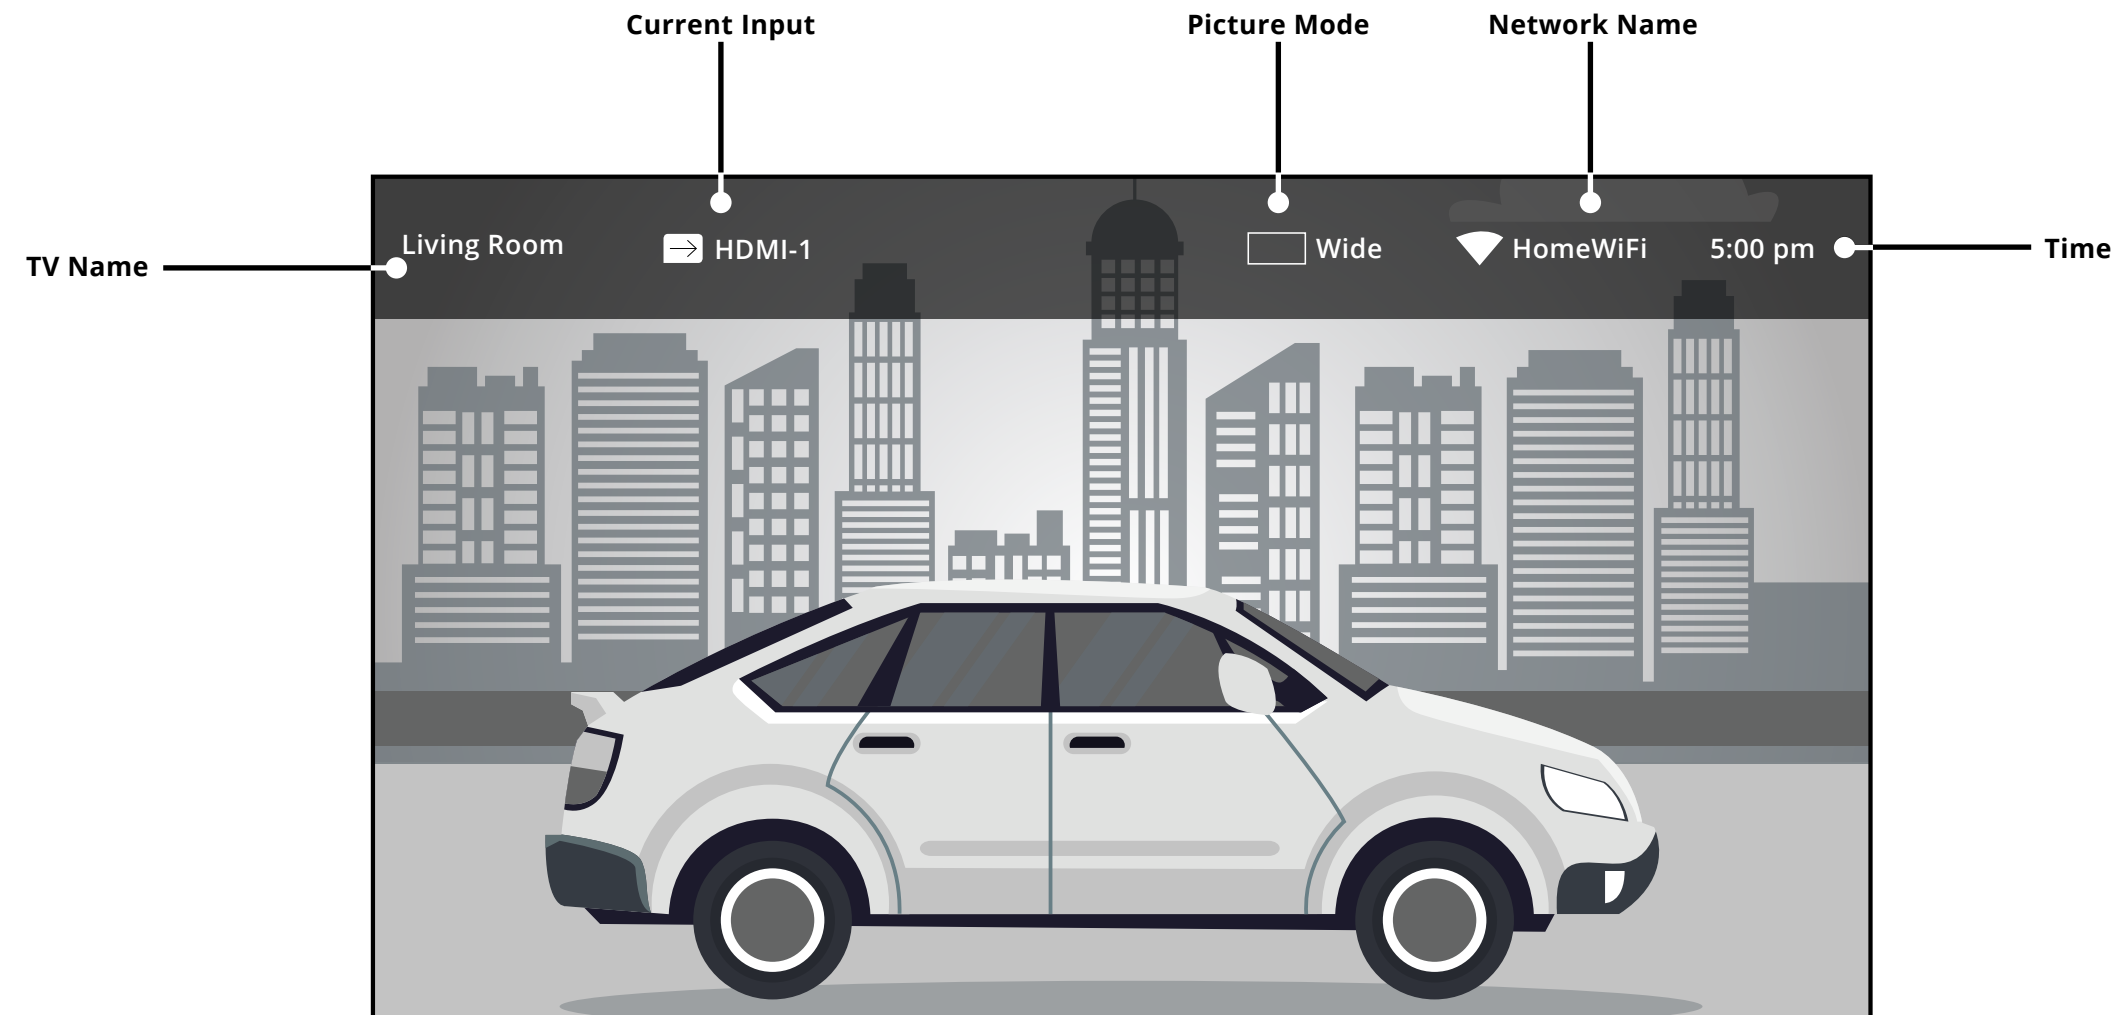 Current Input
Picture Mode
Network Name
Living Room
HDMI-1
Wide
HomeWiFi
5:00 pm
TV Name
Time